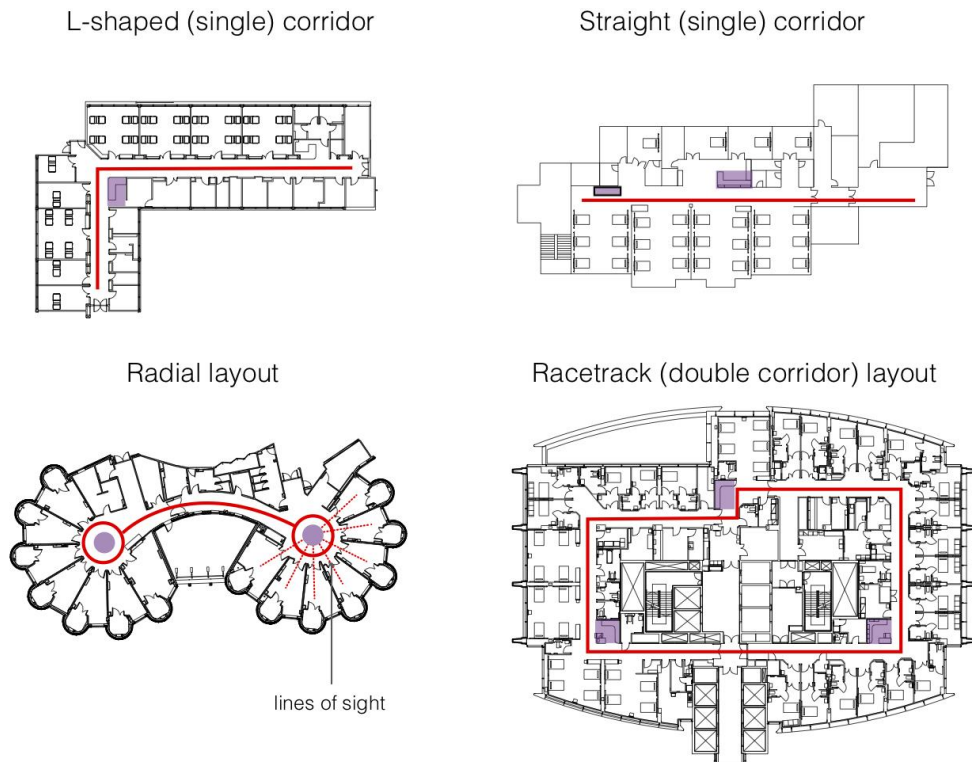 L-shaped (single) corridor
Straight (single) corridor
Radial layout
Racetrack (double corridor) layout
lines of sight